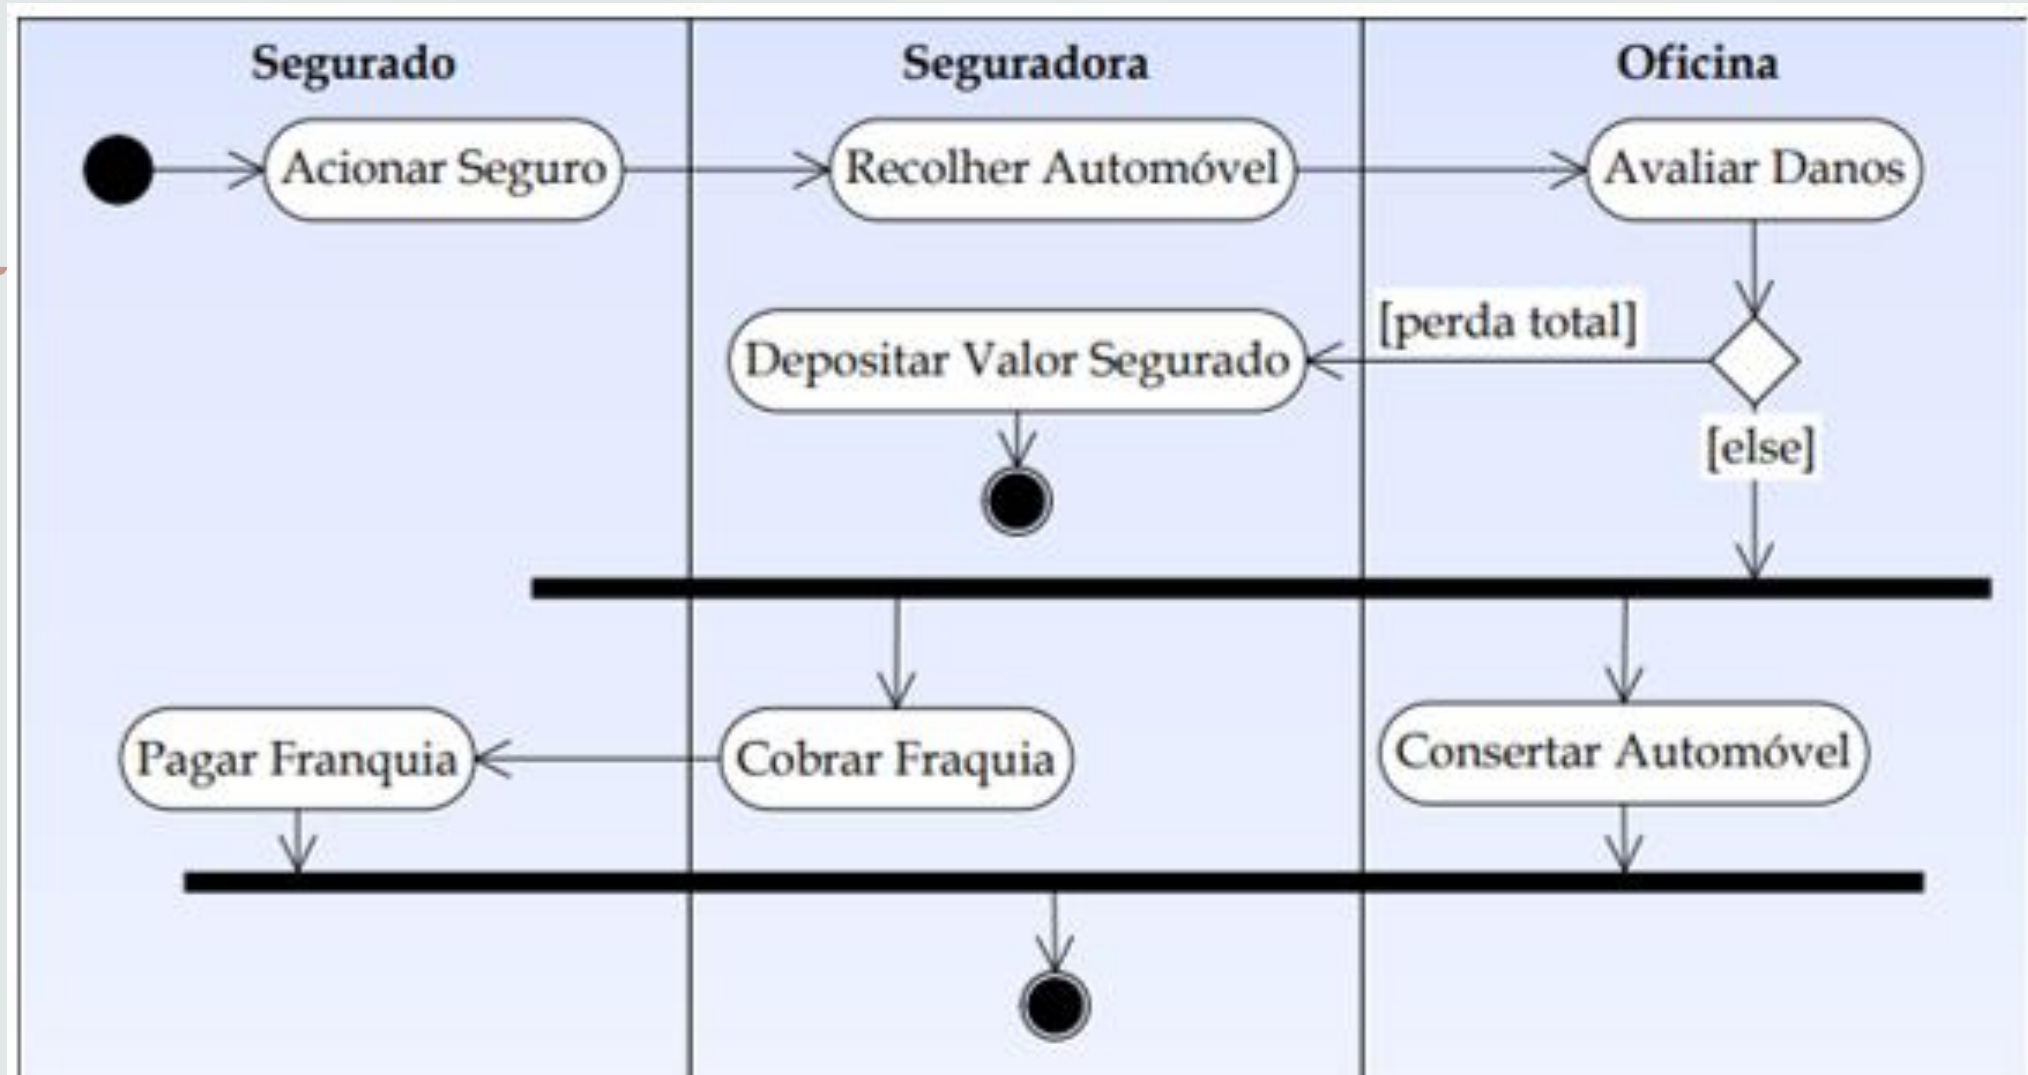 Segurado
Seguradora
Oficina
Acionar Seguro
Recolher Automóvel
Avaliar Danos
[perda total]
Depositar Valor Segurado
[else]
Pagar Franquia
Cobrar Fraquia
Consertar Automóvel